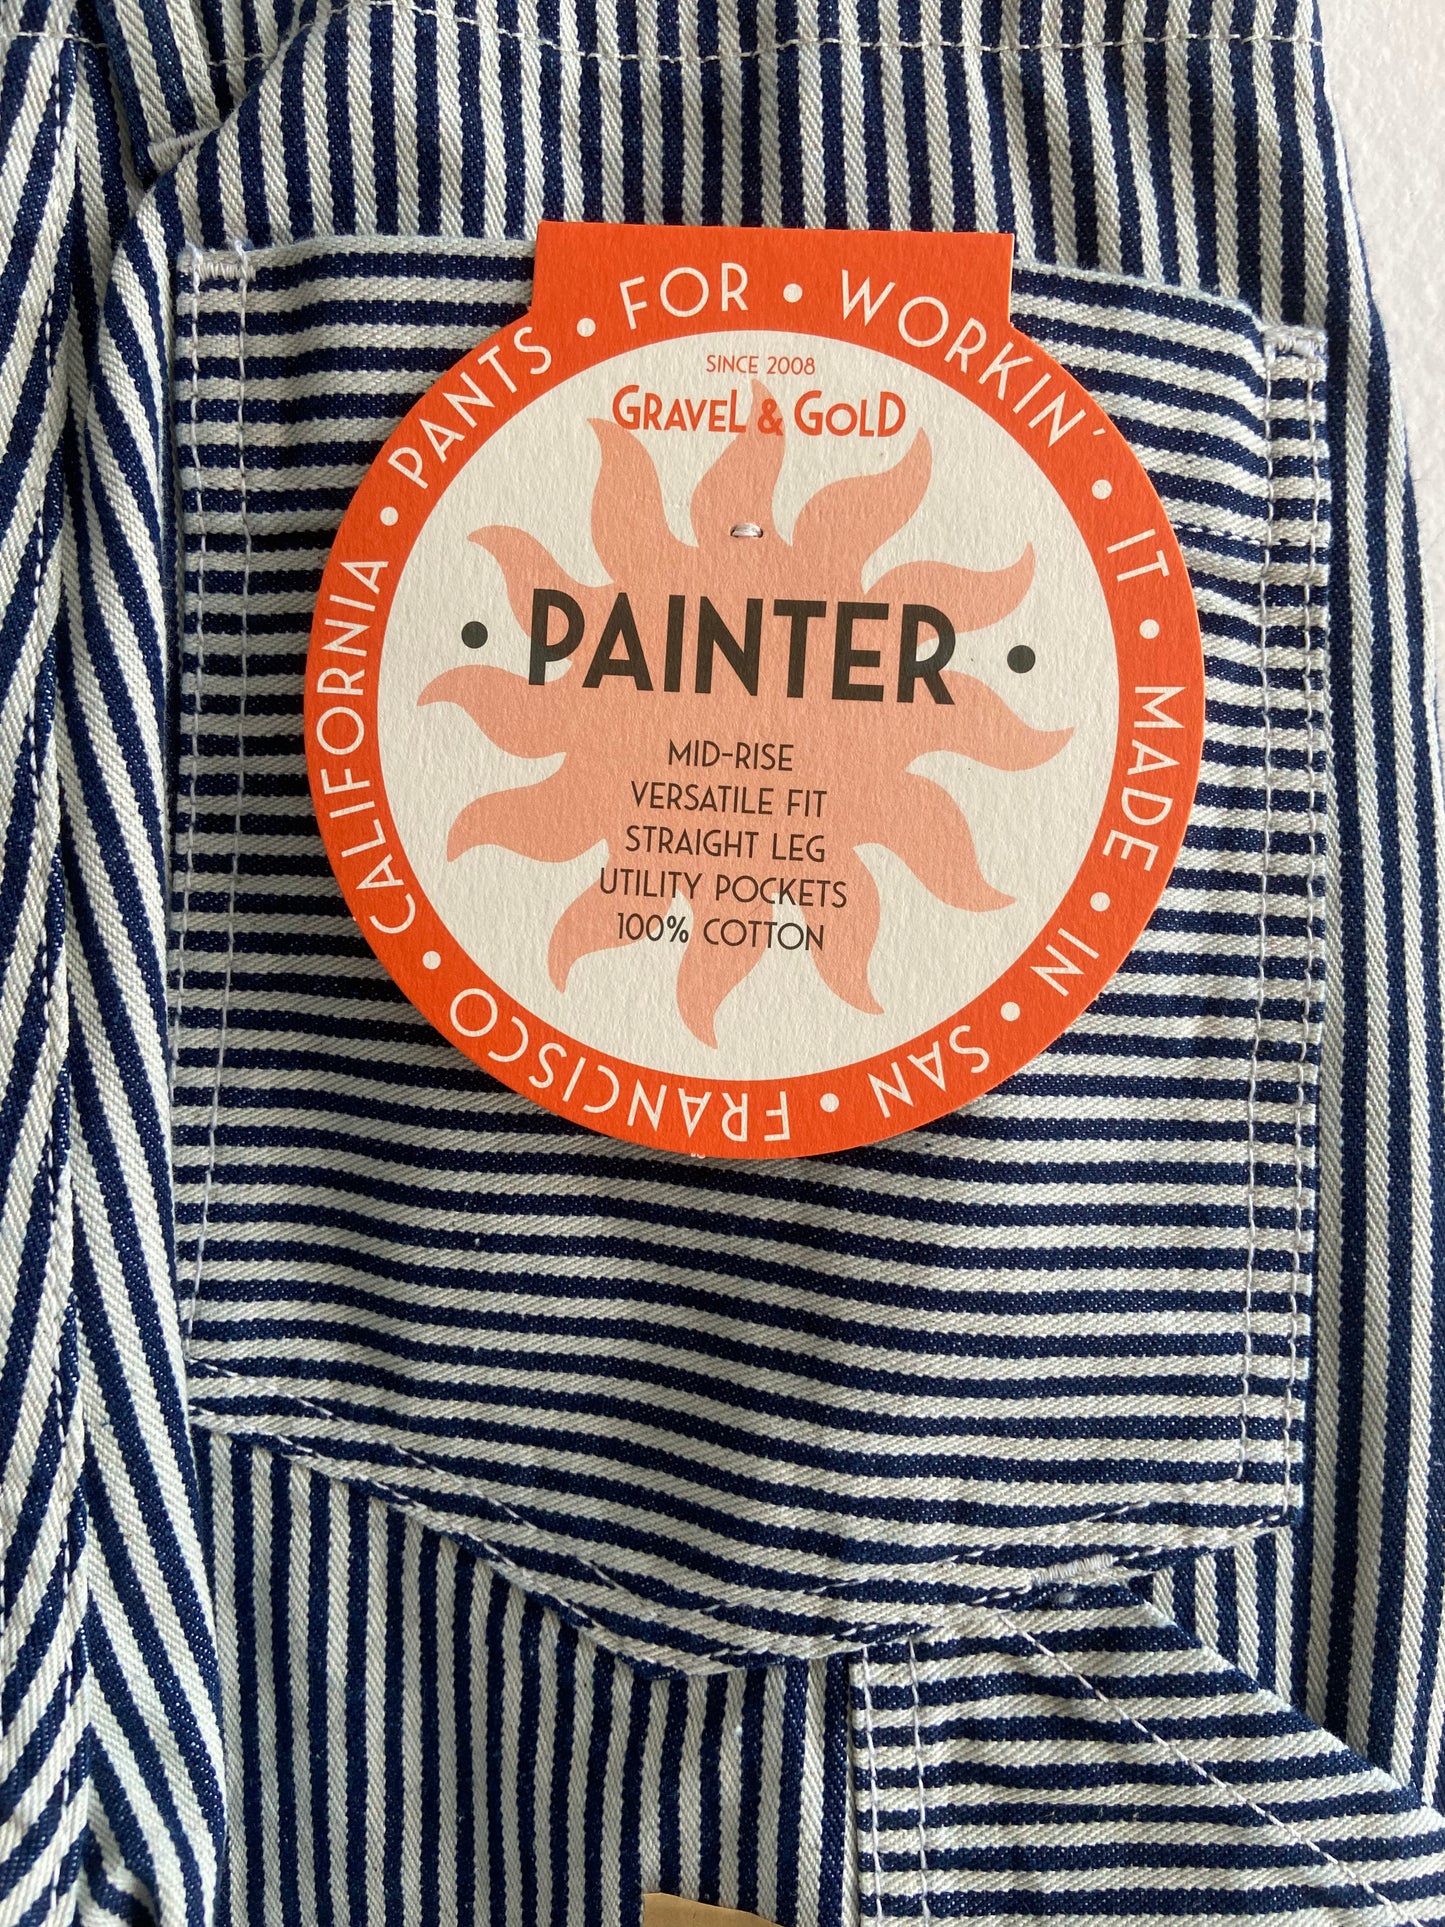 PANTS • FOR • WORKIN' • IT • MADE • IN • SAN • FRANCISCO • CALIFORNIA •
SINCE 2008
GRAVEL & GOLD
• PAINTER •
MID-RISE
VERSATILE FIT
STRAIGHT LEG
UTILITY POCKETS
100% COTTON